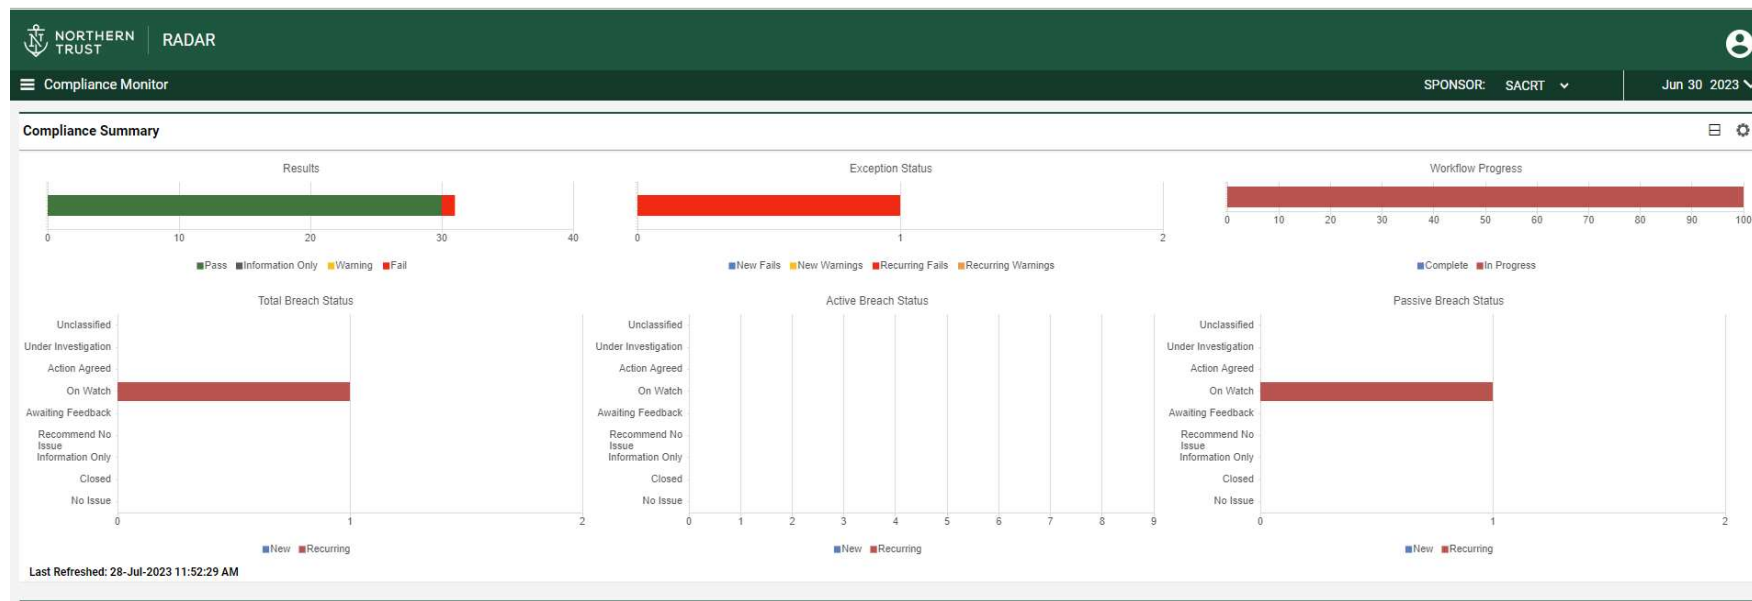 NORTHERN
TRUST
RADAR
Compliance Monitor
SPONSOR: SACRT
Jun 30 2023
Compliance Summary
Results
0 10 20 30 40
Pass Information Only Warning Fail
Exception Status
0 1 2
New Fails New Warnings Recurring Fails Recurring Warnings
Workflow Progress
0 10 20 30 40 50 60 70 80 90 100
Complete In Progress
Total Breach Status
Unclassified
Under Investigation
Action Agreed
On Watch
Awaiting Feedback
Recommend No
Issue
Information Only
Closed
No Issue
0 1 2
New Recurring
Active Breach Status
Unclassified
Under Investigation
Action Agreed
On Watch
Awaiting Feedback
Recommend No
Issue
Information Only
Closed
No Issue
0 1 2 3 4 5 6 7 8 9
New Recurring
Passive Breach Status
Unclassified
Under Investigation
Action Agreed
On Watch
Awaiting Feedback
Recommend No
Issue
Information Only
Closed
No Issue
0 1 2
New Recurring
Last Refreshed: 28-Jul-2023 11:52:29 AM